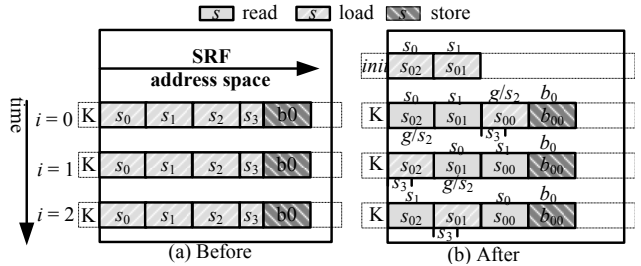 s read s load s store
SRF
address space
time
i = 0 K s0 s1 s2 s3 b0
i = 1 K s0 s1 s2 s3 b0
i = 2 K s0 s1 s2 s3 b0
(a) Before
s0 s1
init s02 s01
s0 s1 g/s2 b0
K s02 s01 s00 b00
g/s2 s3
s0 s1 b0
K s02 s01 s00 b00
s3 g/s2
s1 s0 b0
K s02 s01 s00 b00
s3
(b) After